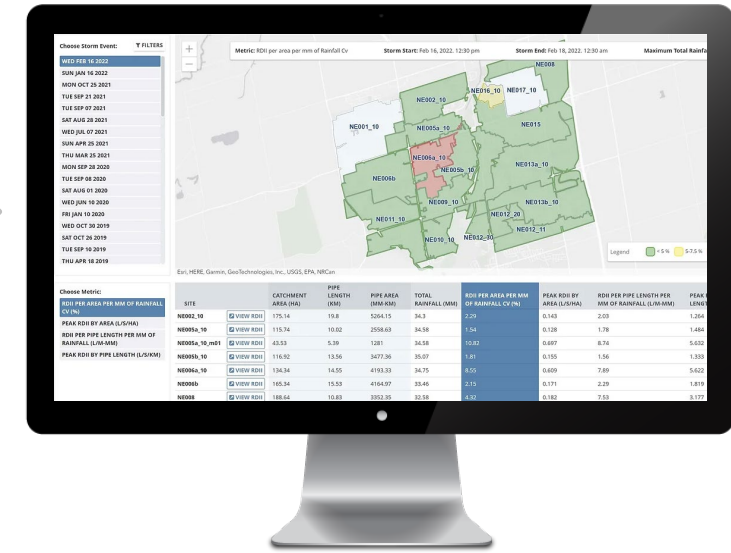 Choose Storm Event:
FILTERS
WED FEB 16 2022
SUN JAN 16 2022
MON OCT 25 2021
TUE SEP 21 2021
TUE SEP 07 2021
SAT AUG 28 2021
WED JUL 07 2021
SUN APR 25 2021
THU MAR 25 2021
MON SEP 28 2020
TUE SEP 08 2020
SAT AUG 01 2020
WED JUN 10 2020
FRI JAN 10 2020
WED OCT 30 2019
SAT OCT 26 2019
TUE SEP 10 2019
THU APR 18 2019
+
−
Metric: RDII per area per mm of Rainfall Cv
Storm Start: Feb 16, 2022, 12:30 pm
Storm End: Feb 18, 2022, 12:30 am
Maximum Total Rainfa
NE008
NE016_10
NE017_10
NE002_10
NE001_10
NE005a_10
NE015
NE006a_10
NE005b_10
NE013a_10
NE006b
NE009_10
NE013b_10
NE011_10
NE012_20
NE012_11
NE010_10
NE012_10
Legend
< 5 %
5-7.5 %
Esri, HERE, Garmin, GeoTechnologies, Inc., USGS, EPA, NRCan
Choose Metric:
RDII PER AREA PER MM OF RAINFALL
CV (%)
PEAK RDII BY AREA (L/S/HA)
RDII PER PIPE LENGTH PER MM OF
RAINFALL (L/M-MM)
PEAK RDII BY PIPE LENGTH (L/S/KM)
SITE CATCHMENT AREA (HA) PIPE LENGTH (KM) PIPE AREA (MM-KM) TOTAL RAINFALL (MM) RDII PER AREA PER MM OF RAINFALL CV (%) PEAK RDII BY AREA (L/S/HA) RDII PER PIPE LENGTH PER MM OF RAINFALL (L/M-MM)
NE002_10 VIEW RDII 175.14 19.8 5264.15 34.3 2.29 0.143 2.03 1.264
NE005a_10 VIEW RDII 115.74 10.02 2558.63 34.58 1.54 0.128 1.78 1.484
NE005b_10_m01 VIEW RDII 43.53 5.39 1281 34.58 10.82 0.697 8.74 5.632
NE005b_10 VIEW RDII 116.92 13.56 3477.36 35.07 1.81 0.155 1.56 1.333
NE006a_10 VIEW RDII 134.34 14.55 4193.33 34.75 8.55 0.609 7.89 5.622
NE006b VIEW RDII 165.34 15.53 4164.97 33.46 2.15 0.171 2.29 1.819
NE008 VIEW RDII 188.64 10.83 3352.35 32.58 4.32 0.182 7.53 3.177